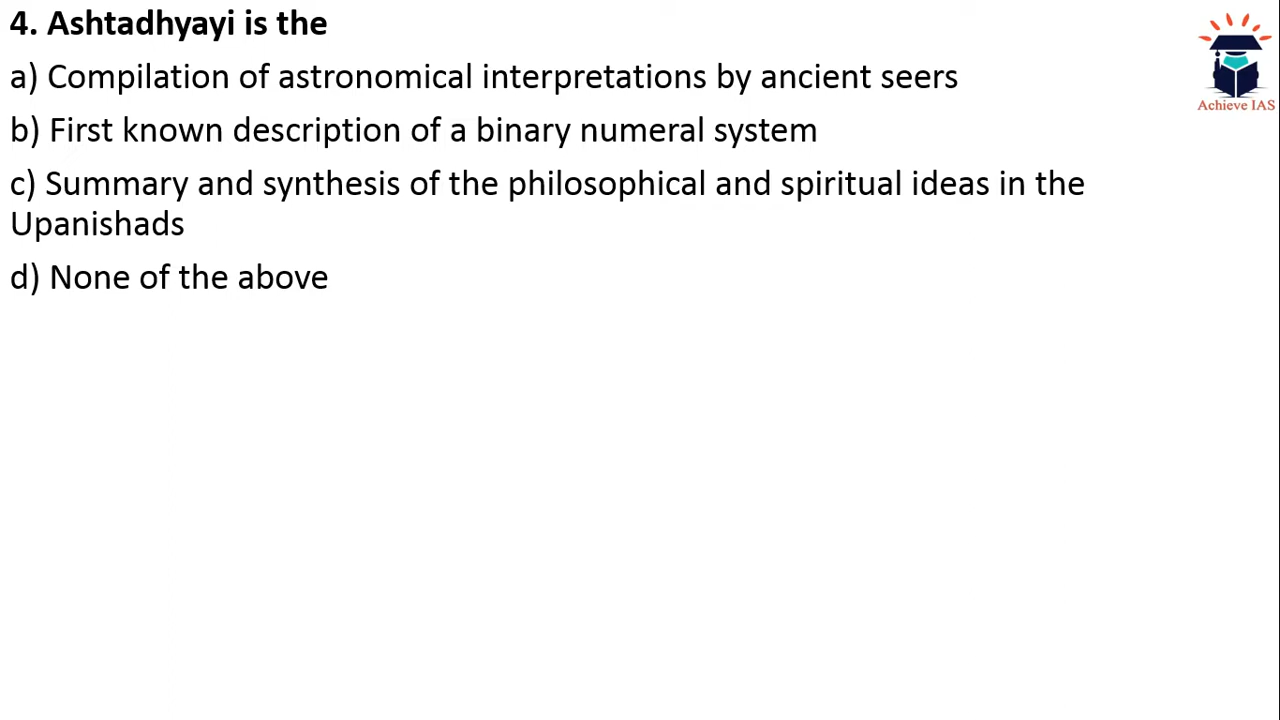 4. Ashtadhyayi is the
a) Compilation of astronomical interpretations by ancient seers
b) First known description of a binary numeral system
c) Summary and synthesis of the philosophical and spiritual ideas in the
Upanishads
d) None of the above
Achieve IAS